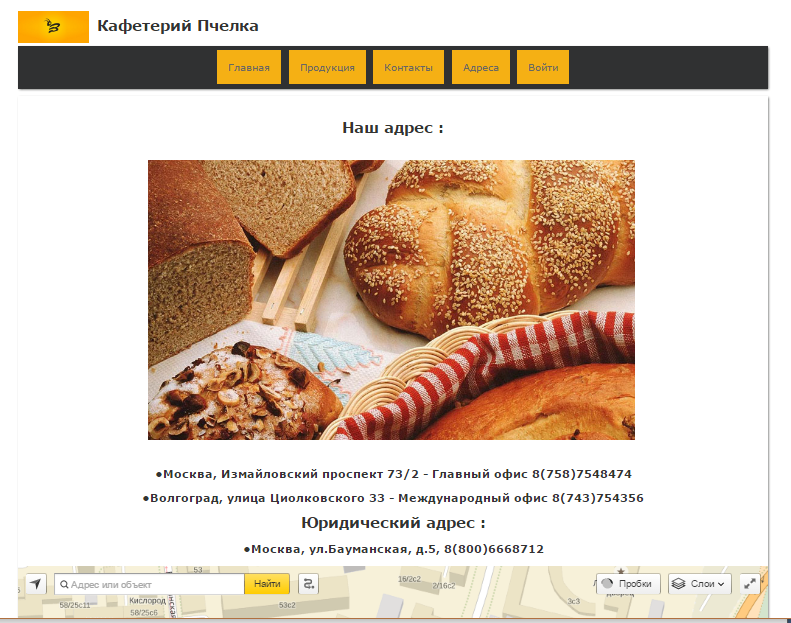 Кафетерий Пчелка
Главная
Продукция
Контакты
Адреса
Войти
Наш адрес :
●Москва, Измайловский проспект 73/2 - Главный офис 8(758)7548474
●Волгоград, улица Циолковского 33 - Международный офис 8(743)754356
Юридический адрес :
●Москва, ул.Бауманская, д.5, 8(800)6668712
53
Адрес или объект
Найти
16/2с2
2/16с2
Пробки
Слои
58/25с11
Кислород
58/25с6
53с2
3с3